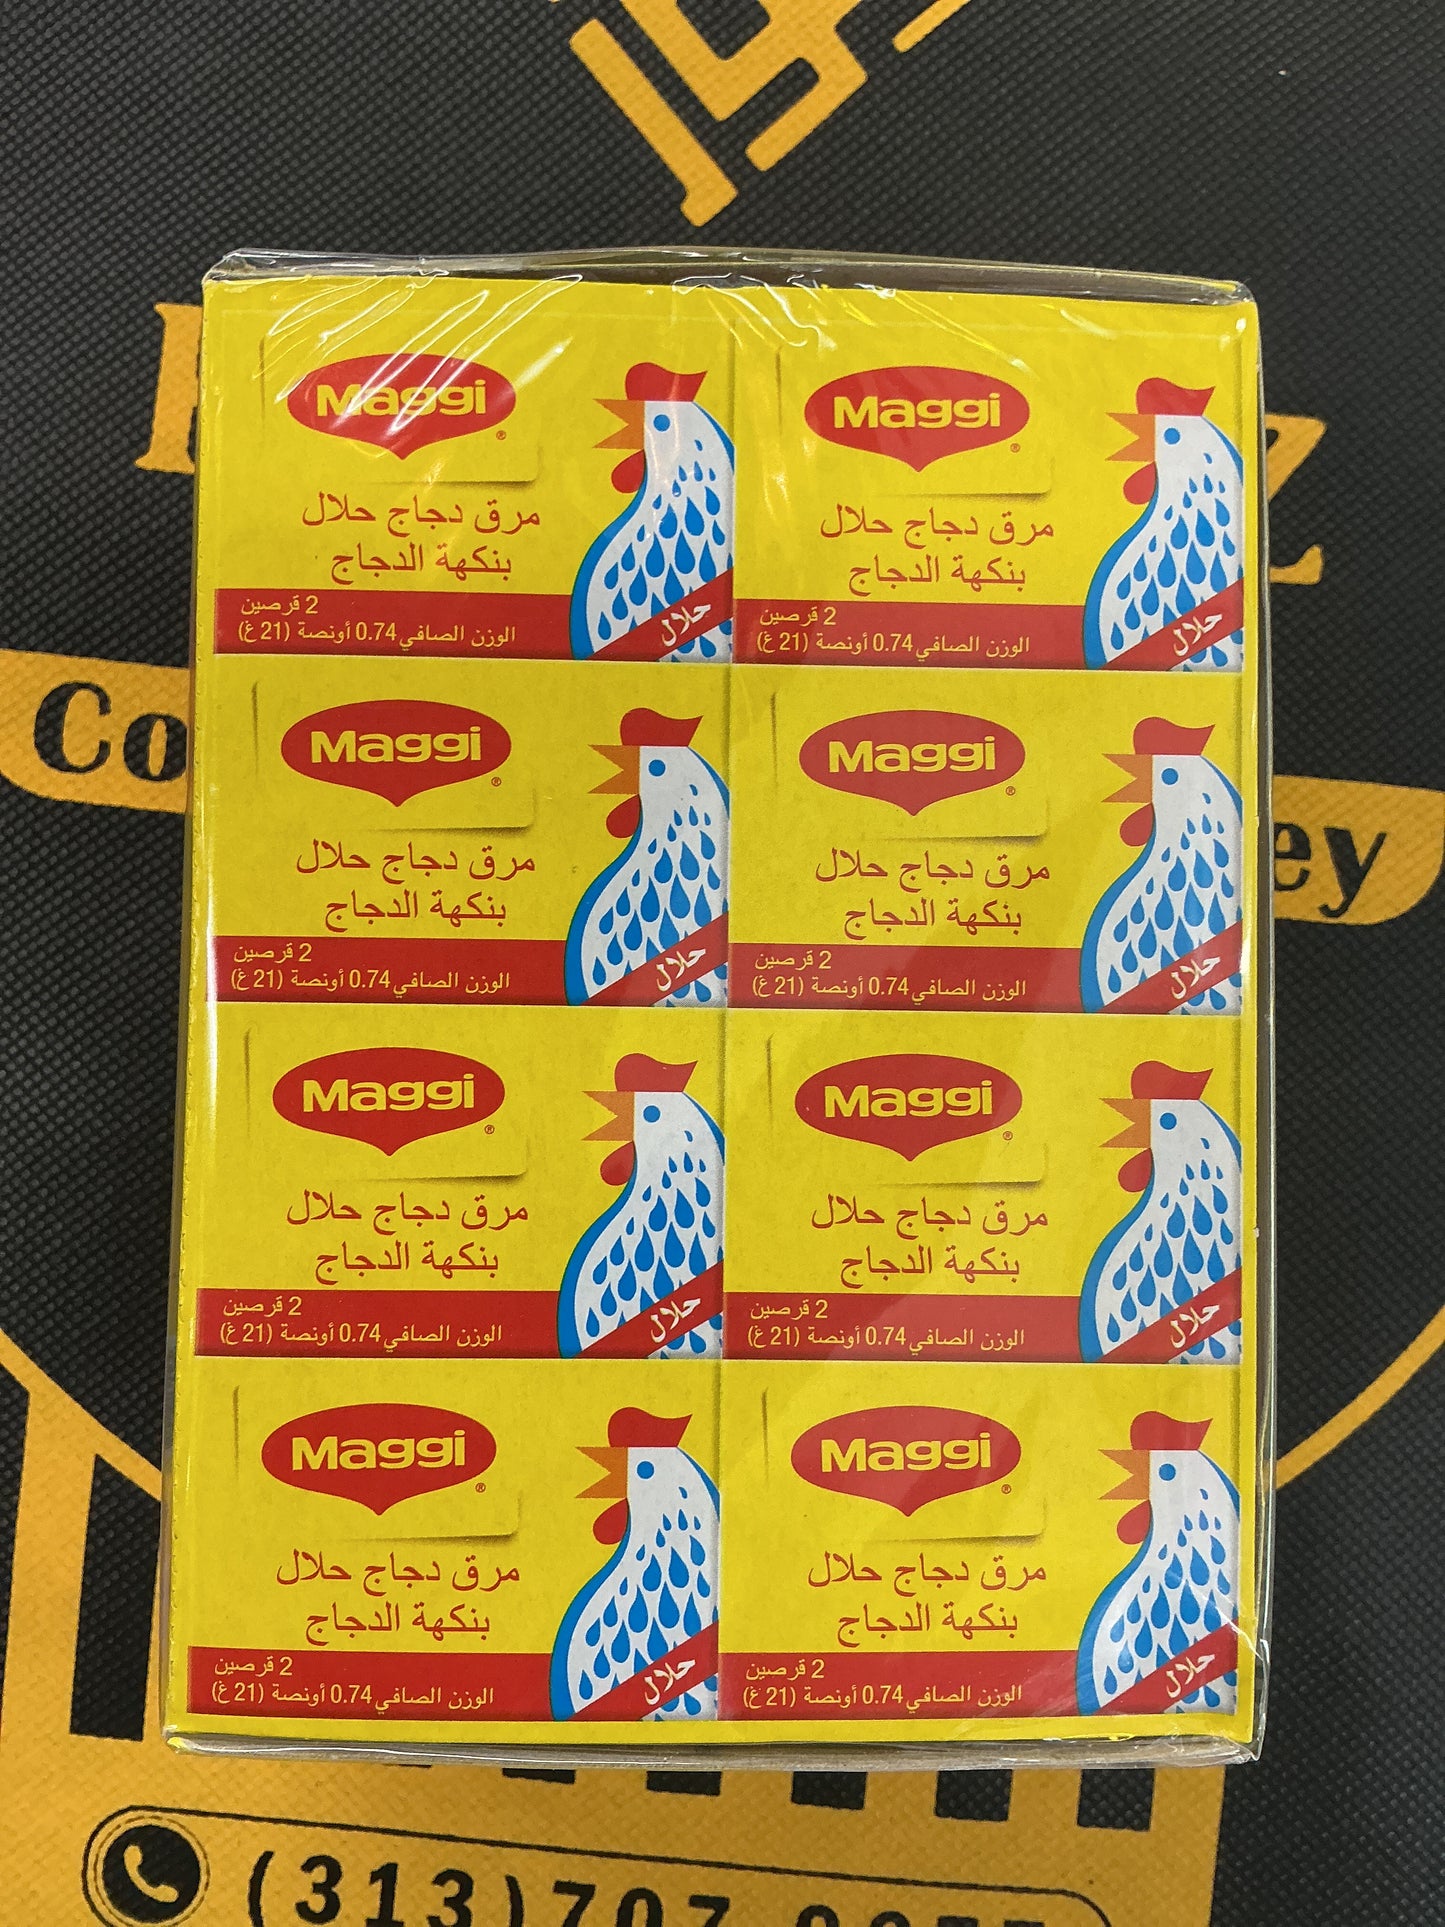 Maggi®
مرق دجاج حلال
بنكهة الدجاج
2 قرصين
الوزن الصافي 0.74 أونصة (21 غ)
حلال
Maggi®
مرق دجاج حلال
بنكهة الدجاج
2 قرصين
الوزن الصافي 0.74 أونصة (21 غ)
حلال
Maggi®
مرق دجاج حلال
بنكهة الدجاج
2 قرصين
الوزن الصافي 0.74 أونصة (21 غ)
حلال
Maggi®
مرق دجاج حلال
بنكهة الدجاج
2 قرصين
الوزن الصافي 0.74 أونصة (21 غ)
حلال
Maggi®
مرق دجاج حلال
بنكهة الدجاج
2 قرصين
الوزن الصافي 0.74 أونصة (21 غ)
حلال
Maggi®
مرق دجاج حلال
بنكهة الدجاج
2 قرصين
الوزن الصافي 0.74 أونصة (21 غ)
حلال
Maggi®
مرق دجاج حلال
بنكهة الدجاج
2 قرصين
الوزن الصافي 0.74 أونصة (21 غ)
حلال
Maggi®
مرق دجاج حلال
بنكهة الدجاج
2 قرصين
الوزن الصافي 0.74 أونصة (21 غ)
حلال
Co
ey
(313) 707